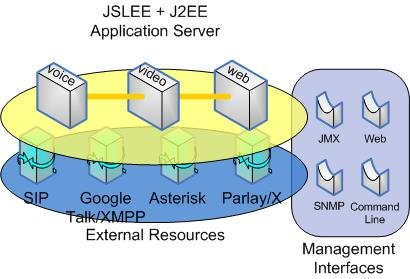 JSLEE + J2EE
Application Server
voice
video
web
JMX
Web
SIP
Google
Talk/XMPP
Asterisk
Parlay/X
SNMP
Command
Line
External Resources
Management
Interfaces